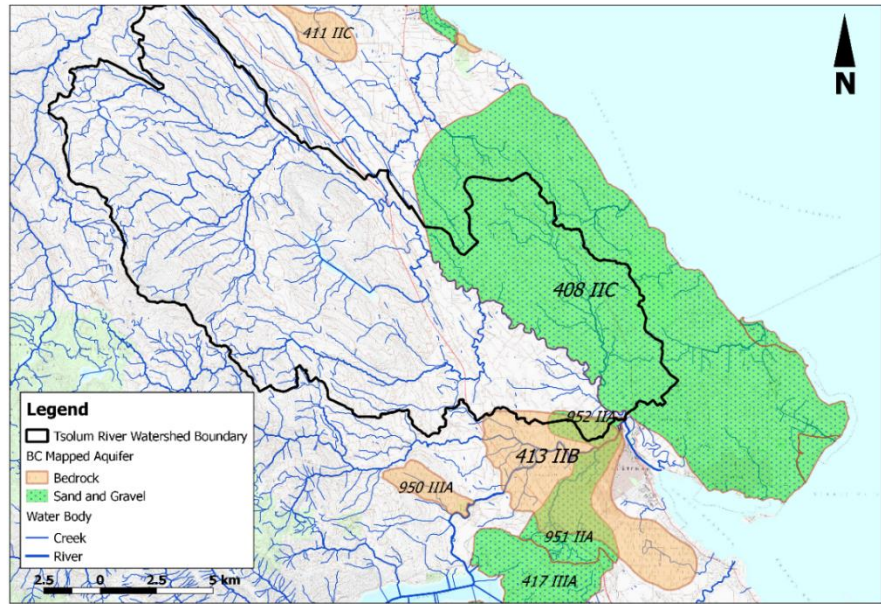 411 IIC
N
408 IIC
952 IIA
413 IIB
950 IIIA
951 IIA
417 IIIA
Legend
Tsolum River Watershed Boundary
BC Mapped Aquifer
Bedrock
Sand and Gravel
Water Body
Creek
River
2.5 0 2.5 5 km